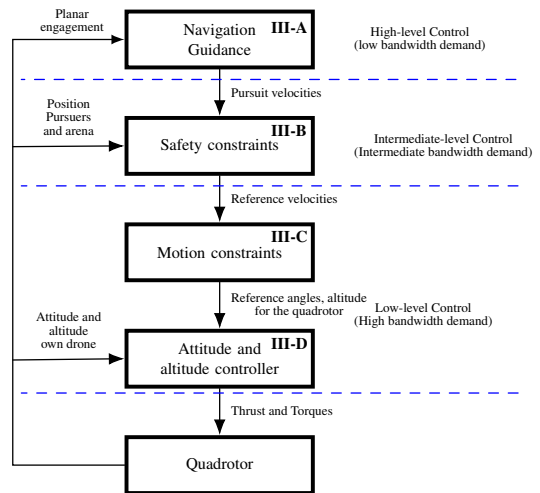 Planar
engagement
III-A
Navigation
Guidance
High-level Control
(low bandwidth demand)
Pursuit velocities
Position
Pursuers
and arena
III-B
Safety constraints
Intermediate-level Control
(Intermediate bandwidth demand)
Reference velocities
III-C
Motion constraints
Reference angles, altitude
for the quadrotor
Low-level Control
(High bandwidth demand)
Attitude and
altitude
own drone
III-D
Attitude and
altitude controller
Thrust and Torques
Quadrotor